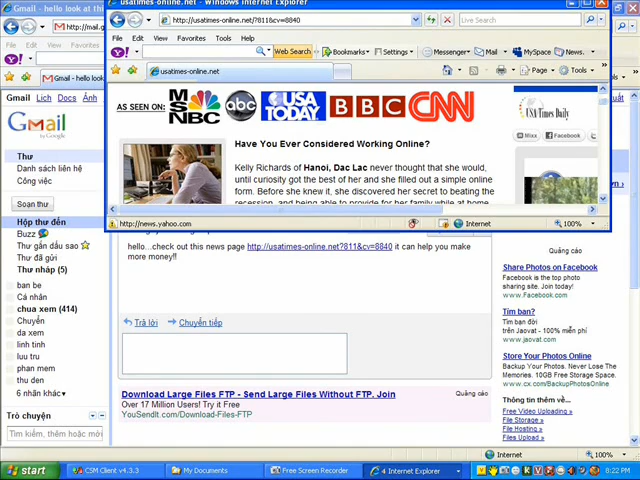 Gmail - hello look at this
usatimes-online.net - Windows Internet Explorer
http://usatimes-online.net/?811&cv=8840
Live Search
http://mail.g
File Edit View Favorites Tools Help
Y! Web Search Bookmarks Settings Messenger Mail MySpace News
usatimes-online.net
Page Tools
Gmail - hello look
Gmail Lịch Docs Ảnh
Gmail
by Google
Thư
Danh sách liên hệ
Công việc
Soạn thư
Hộp thư đến
Buzz
Thư gắn dấu sao
Thư đã gửi
Thư nháp (5)
ban be
Cá nhân
chua xem (414)
Chuyển
da xem
linh tinh
luu tru
phan mem
thu den
6 nhãn khác
Trò chuyện
Tìm kiếm, thêm hoặc mời
AS SEEN ON: MSNBC abc USA TODAY. BBC CNN
USA Times Daily
Mixx Facebook
Have You Ever Considered Working Online?
Kelly Richards of Hanoi, Dac Lac never thought that she would,
until curiosity got the best of her and she filled out a simple online
form. Before she knew it, she discovered her secret to beating the
recession, and being able to provide for her family while at home
http://news.yahoo.com
Internet 100%
hello...check out this news page http://usatimes-online.net?811&cv=8840 it can help you make
more money!!
Trả lời Chuyển tiếp
Download Large Files FTP - Send Large Files Without FTP. Join
Quảng cáo
Over 17 Million Users! Try it Free
YouSendIt.com/Download-Files-FTP
Quảng cáo
Share Photos on Facebook
Facebook is the top photo
sharing site. Join today!
www.Facebook.com
Tìm bạn?
Tìm bạn đời
trên Jaovat - 100% miễn phí
www.jaovat.com
Store Your Photos Online
Backup Your Photos. Never Lose The
Memories. 10GB Free Storage Space.
www.cx.com/BackupPhotosOnline
Thông tin thêm về...
Free Video Uploading »
File Storage »
File Hosting »
Upload Files »
Internet 100%
start CSM Client v4.3.3 My Documents Free Screen Recorder 4 Internet Explorer 8:22 PM